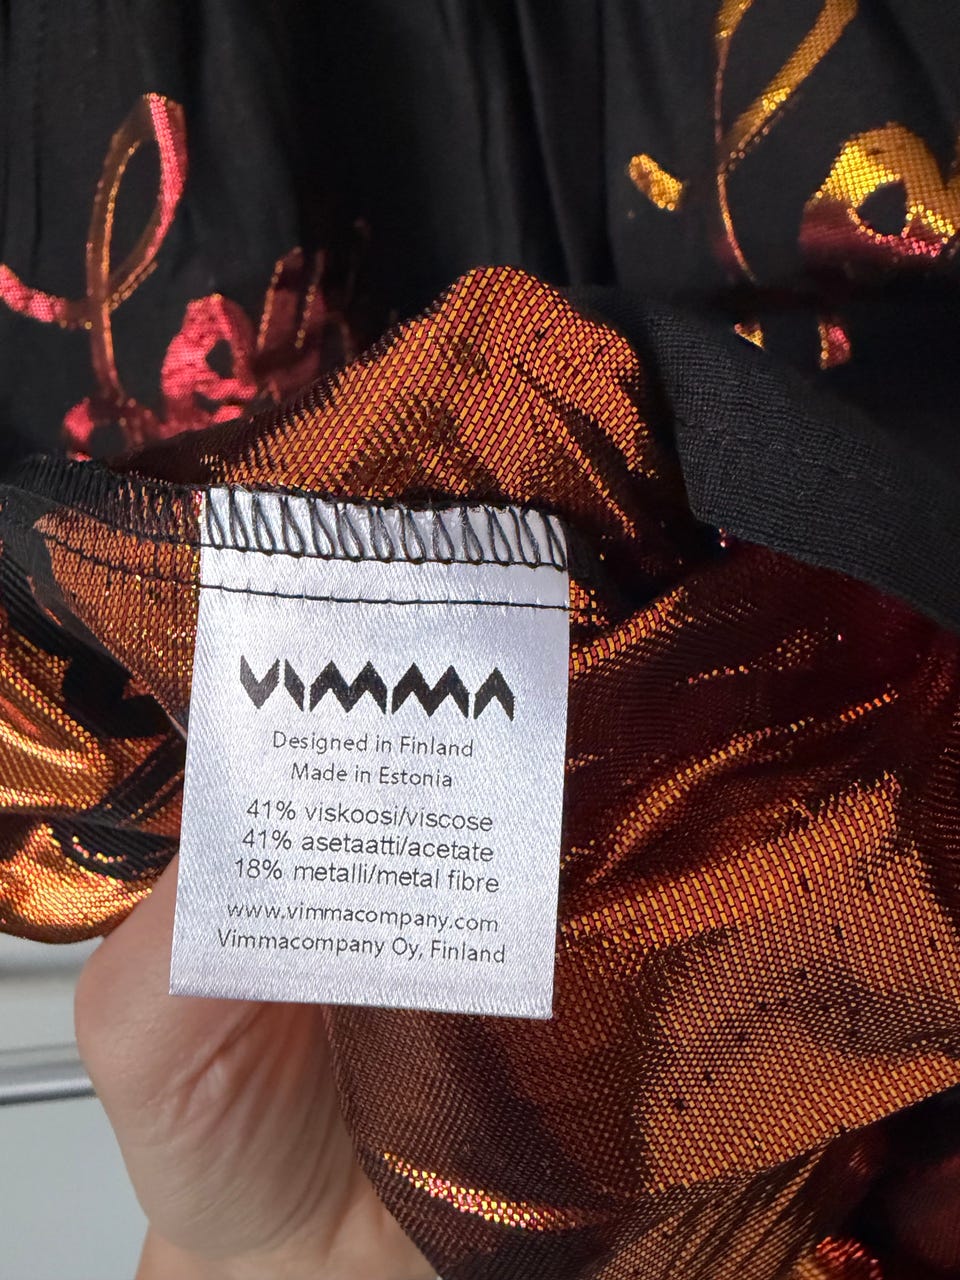 VIMMA
Designed in Finland
Made in Estonia
41% viskoosi/viscose
41% asetaatti/acetate
18% metalli/metal fibre
www.vimmacompany.com
Vimmacompany Oy, Finland